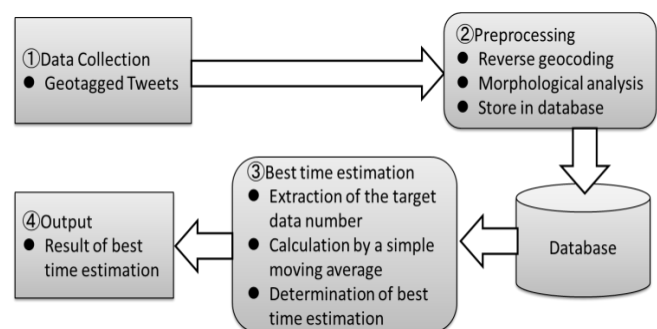 ①Data Collection
● Geotagged Tweets
②Preprocessing
● Reverse geocoding
● Morphological analysis
● Store in database
Database
③Best time estimation
● Extraction of the target
data number
● Calculation by a simple
moving average
● Determination of best
time estimation
④Output
● Result of best
time estimation